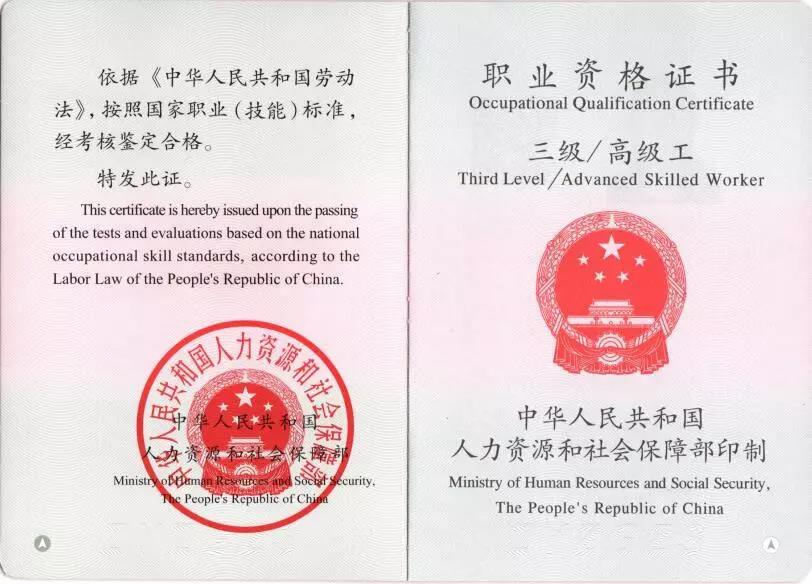 依据《中华人民共和国劳动
法》，按照国家职业（技能）标准，
经考核鉴定合格。
特发此证。
This certificate is hereby issued upon the passing
of the tests and evaluations based on the national
occupational skill standards, according to the
Labor Law of the People's Republic of China.
中华人民共和国人力资源和社会保障部
中华人民共和国
人力资源和社会保障部
Ministry of Human Resources and Social Security,
The People's Republic of China
职业资格证书
Occupational Qualification Certificate
三级/高级工
Third Level/Advanced Skilled Worker
中华人民共和国
人力资源和社会保障部印制
Ministry of Human Resources and Social Security,
The People's Republic of China